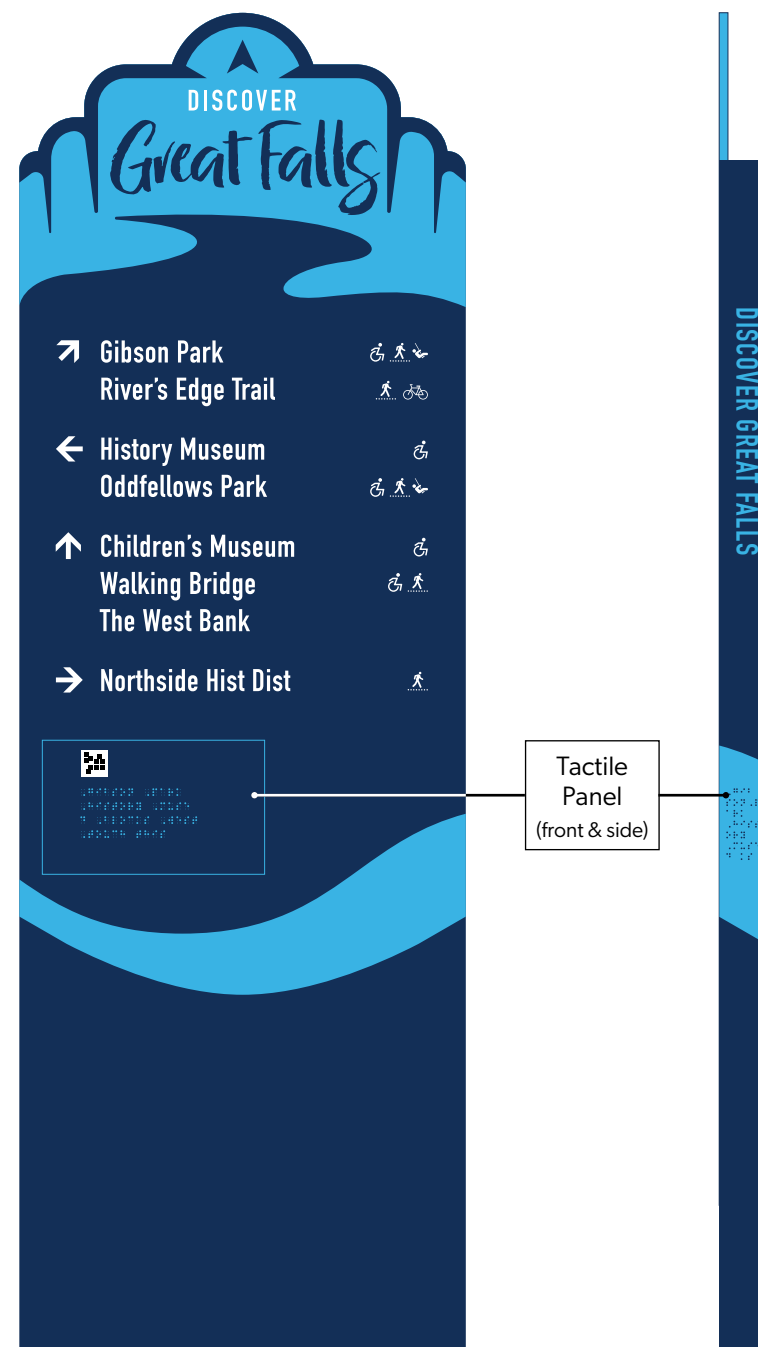 DISCOVER
Great Falls
Gibson Park
River's Edge Trail
History Museum
Oddfellows Park
Children's Museum
Walking Bridge
The West Bank
Northside Hist Dist
Tactile
Panel
(front & side)
DISCOVER GREAT FALLS